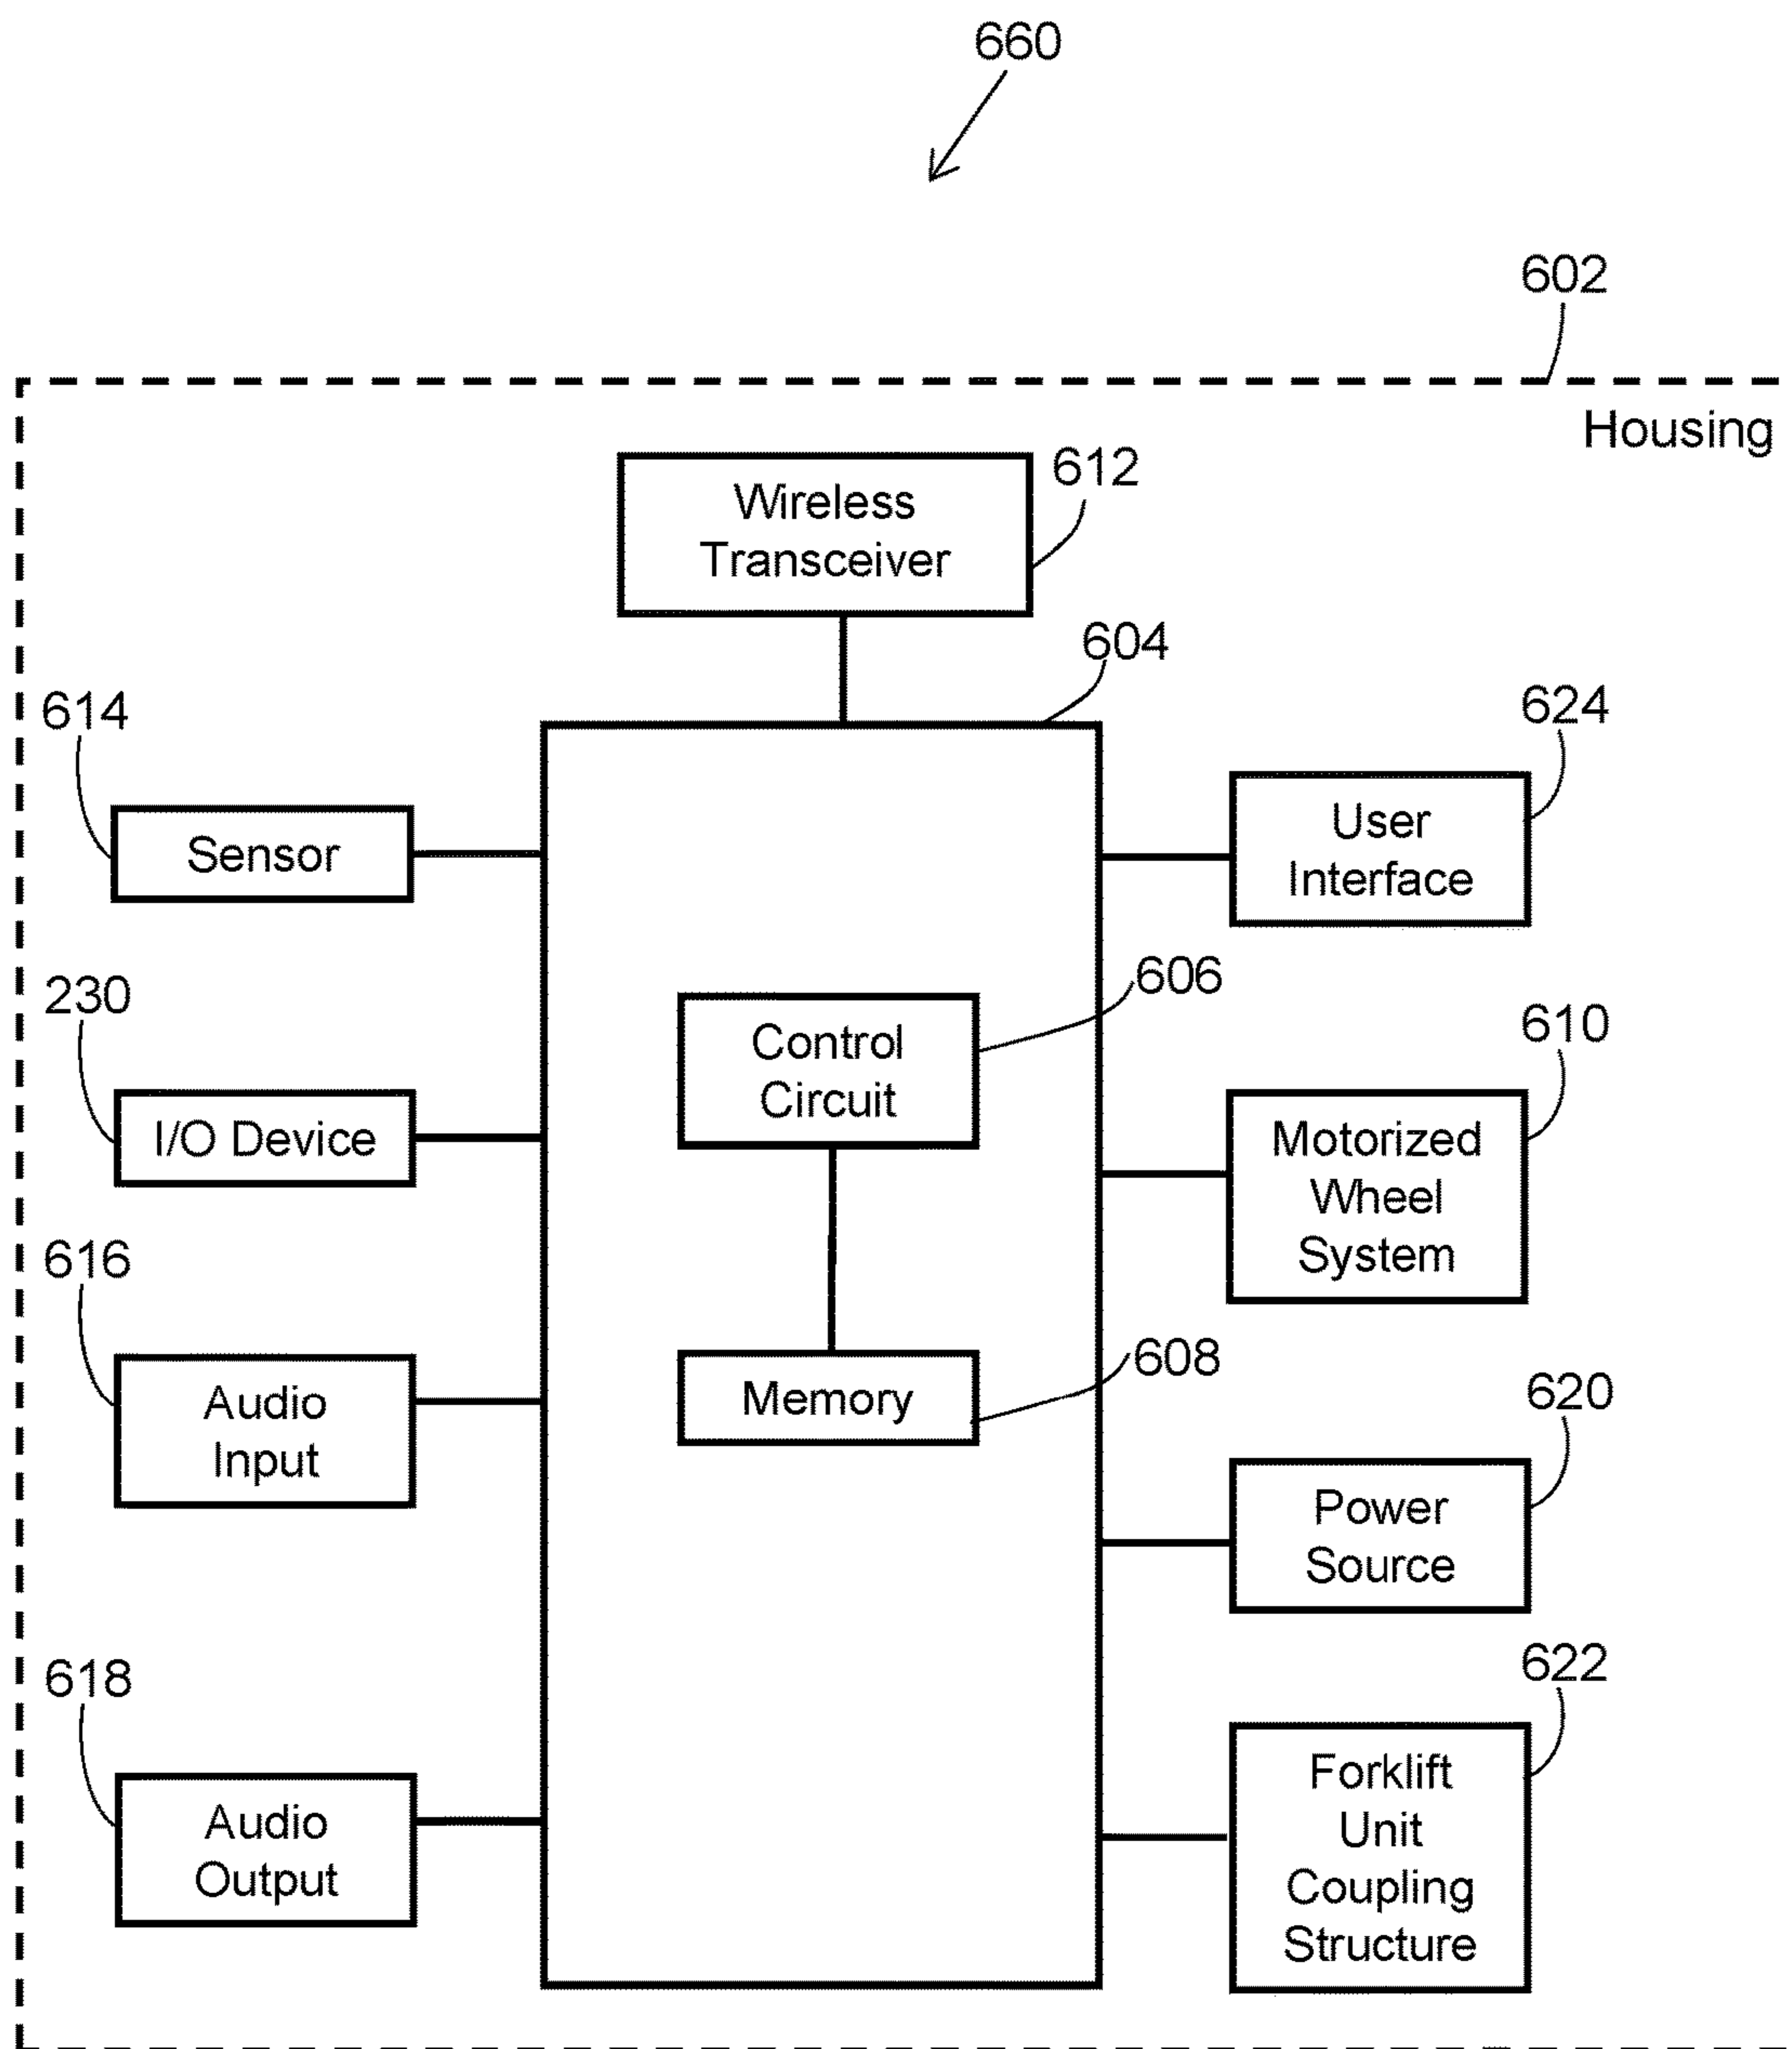 660
602
Housing
Wireless
Transceiver
612
604
614
Sensor
624
User
Interface
230
I/O Device
606
Control
Circuit
610
Motorized
Wheel
System
616
Audio
Input
608
Memory
620
Power
Source
618
Audio
Output
622
Forklift
Unit
Coupling
Structure